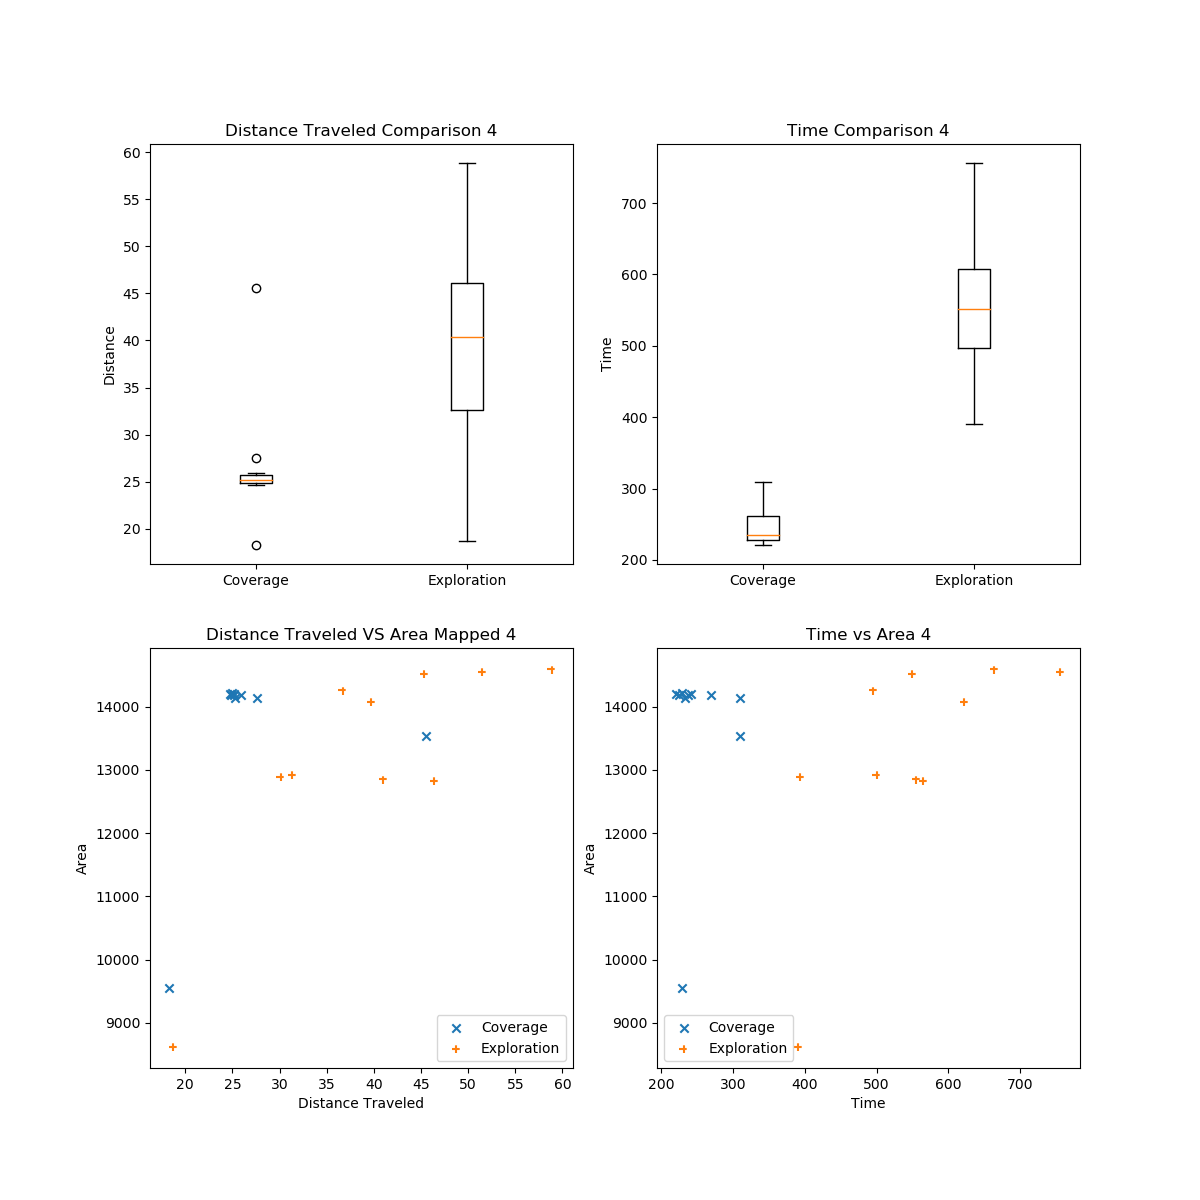 Distance Traveled Comparison 4
60
55
50
45
40
35
30
25
20
Distance
Coverage
Exploration
Time Comparison 4
700
600
500
400
300
200
Time
Coverage
Exploration
Distance Traveled VS Area Mapped 4
14000
13000
12000
11000
10000
9000
Area
Coverage
Exploration
20 25 30 35 40 45 50 55 60
Distance Traveled
Time vs Area 4
14000
13000
12000
11000
10000
9000
Area
Coverage
Exploration
200 300 400 500 600 700
Time